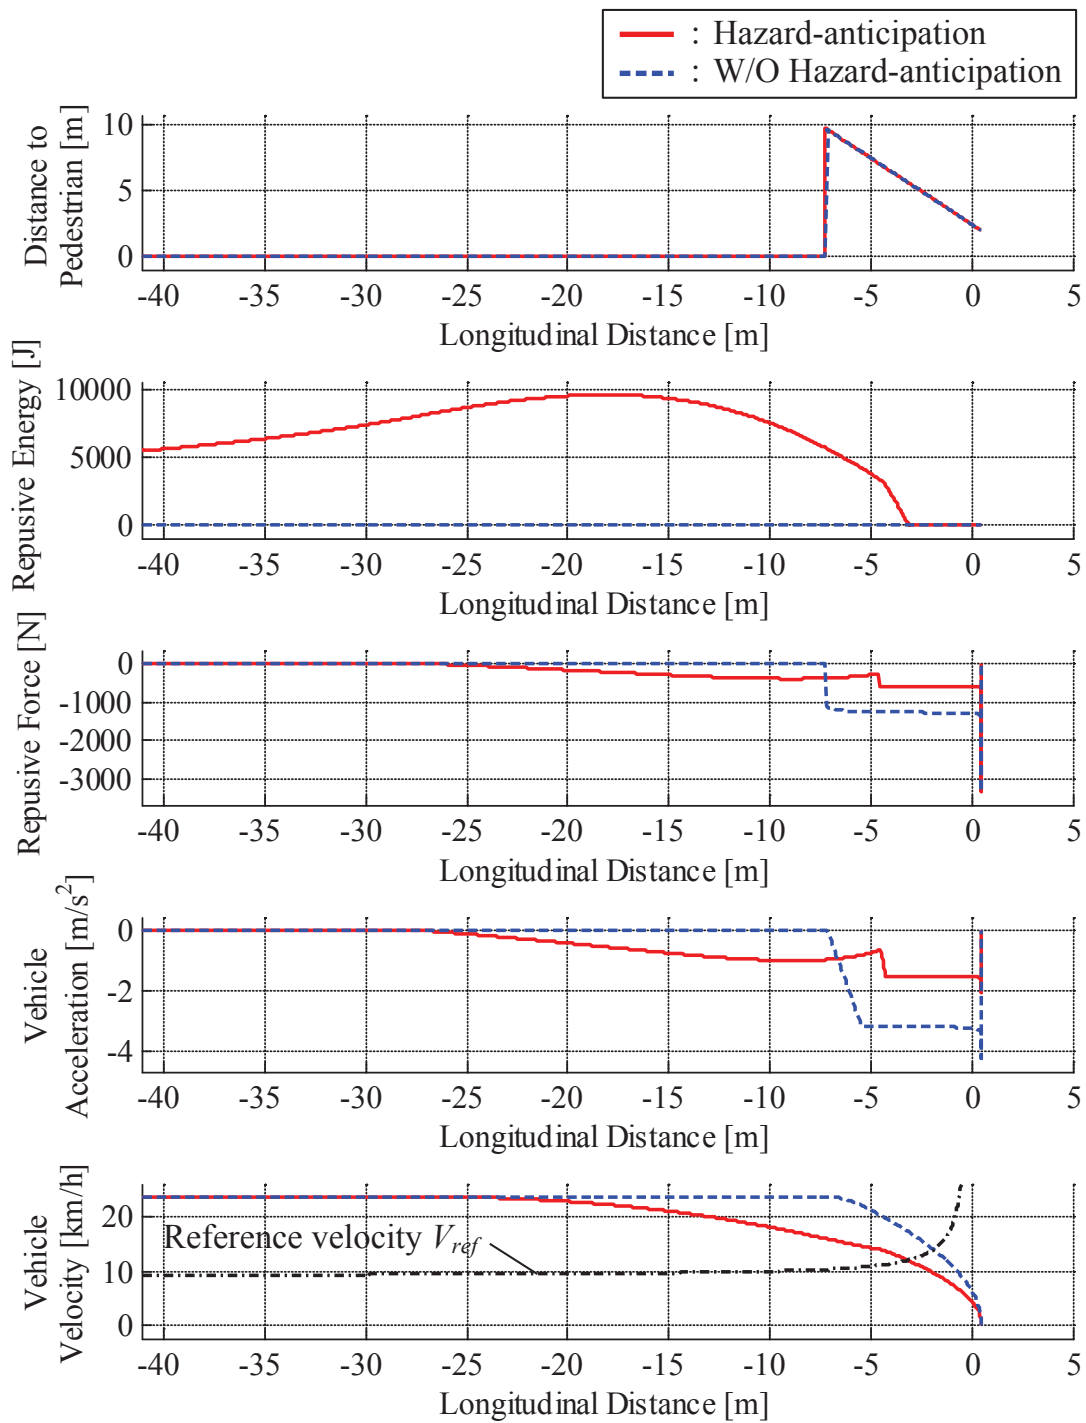 : Hazard-anticipation
: W/O Hazard-anticipation
Distance to
Pedestrian [m]
10
5
0
-40 -35 -30 -25 -20 -15 -10 -5 0 5
Longitudinal Distance [m]
Repusive Energy [J]
10000
5000
0
-40 -35 -30 -25 -20 -15 -10 -5 0 5
Longitudinal Distance [m]
Repusive Force [N]
0
-1000
-2000
-3000
-40 -35 -30 -25 -20 -15 -10 -5 0 5
Longitudinal Distance [m]
Vehicle
Acceleration [m/s²]
0
-2
-4
-40 -35 -30 -25 -20 -15 -10 -5 0 5
Longitudinal Distance [m]
Vehicle
Velocity [km/h]
20
10
0
Reference velocity Vref
-40 -35 -30 -25 -20 -15 -10 -5 0 5
Longitudinal Distance [m]